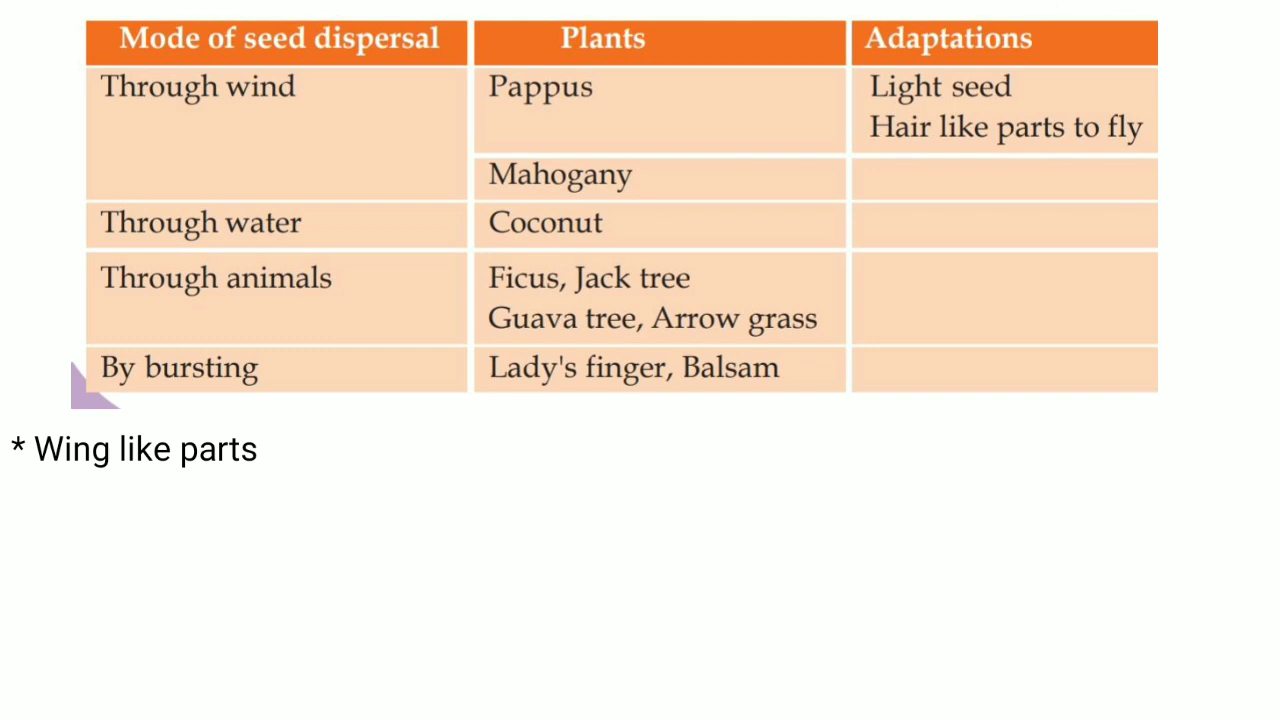 Mode of seed dispersal Plants Adaptations
Through wind Pappus Light seed
Hair like parts to fly
Mahogany
Through water Coconut
Through animals Ficus, Jack tree
Guava tree, Arrow grass
By bursting Lady's finger, Balsam
* Wing like parts